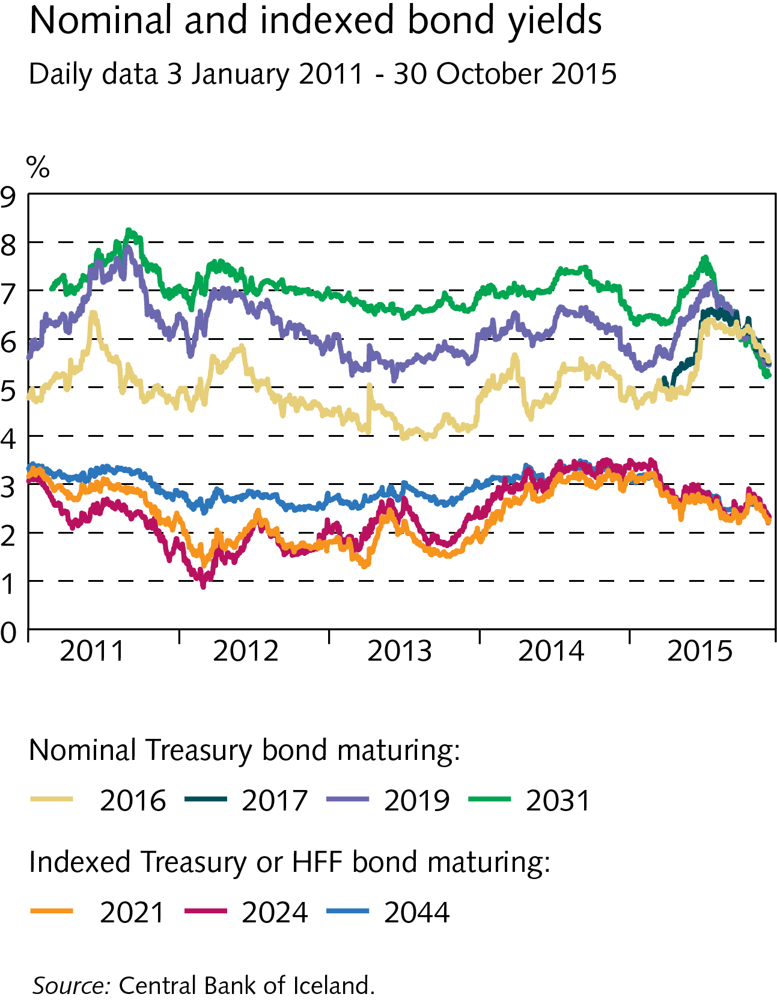 Nominal and indexed bond yields
Daily data 3 January 2011 - 30 October 2015
%
9
8
7
6
5
4
3
2
1
0
2011 2012 2013 2014 2015
Nominal Treasury bond maturing:
2016 2017 2019 2031
Indexed Treasury or HFF bond maturing:
2021 2024 2044
Source: Central Bank of Iceland.